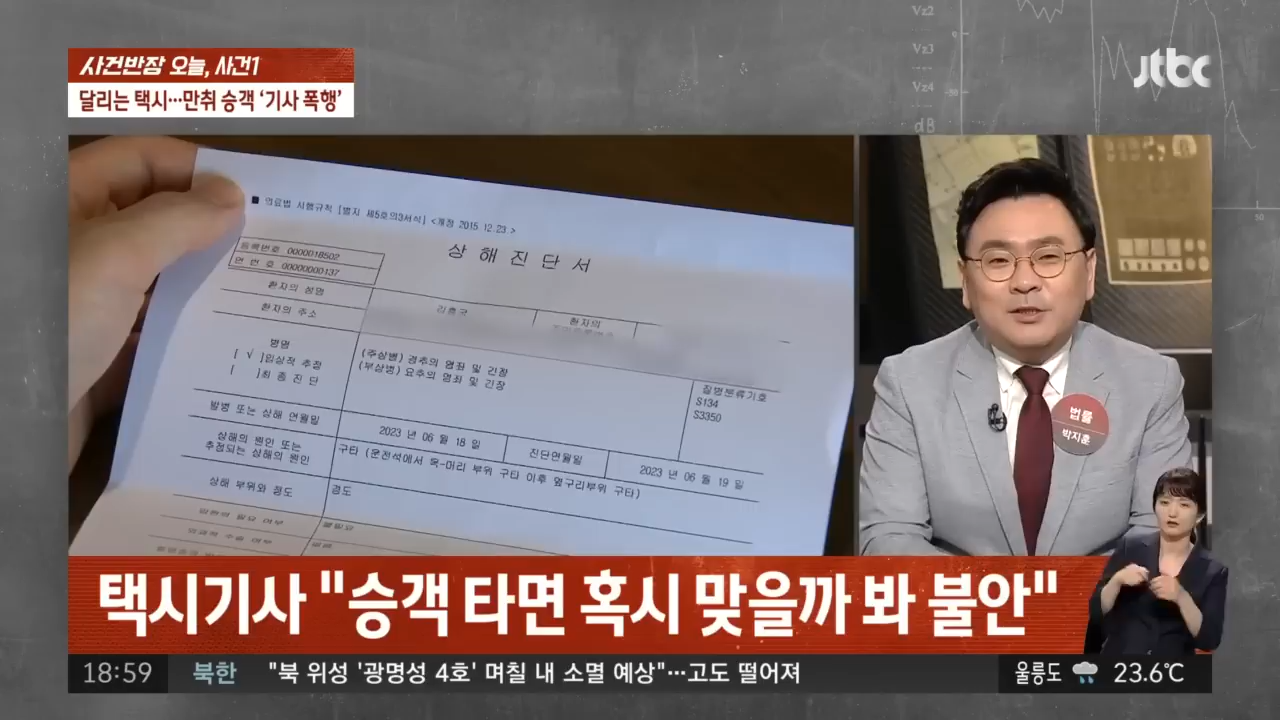 사건반장 오늘, 사건1
달리는 택시…만취 승객 '기사 폭행'
jtbc
Vz2
Vz3
Vz4
dB
-50
50
■ 의료법 시행규칙 [별지 제5호의3서식] <개정 2015.12.23.>
등록번호 0000018502
연 번 호 00000000137
상 해 진 단 서
환자의 성명
환자의
환자의 주소
병명
[ √ ]임상적 추정
[ ]최 종 진 단
(주상병) 경추의 염좌 및 긴장
(부상병) 요추의 염좌 및 긴장
질병분류기호
S134
S3350
발병 또는 상해 연월일
2023 년 06 월 18 일
진단연월일
2023 년 06 월 19 일
상해의 원인 또는
추정되는 상해의 원인
구타 (운전석에서 목-머리 부위 구타 이후 옆구리부위 구타)
상해 부위와 정도
경도
법률
박지훈
택시기사 "승객 타면 혹시 맞을까 봐 불안"
18:59 북한 "북 위성 '광명성 4호' 며칠 내 소멸 예상"…고도 떨어져 울릉도 23.6℃